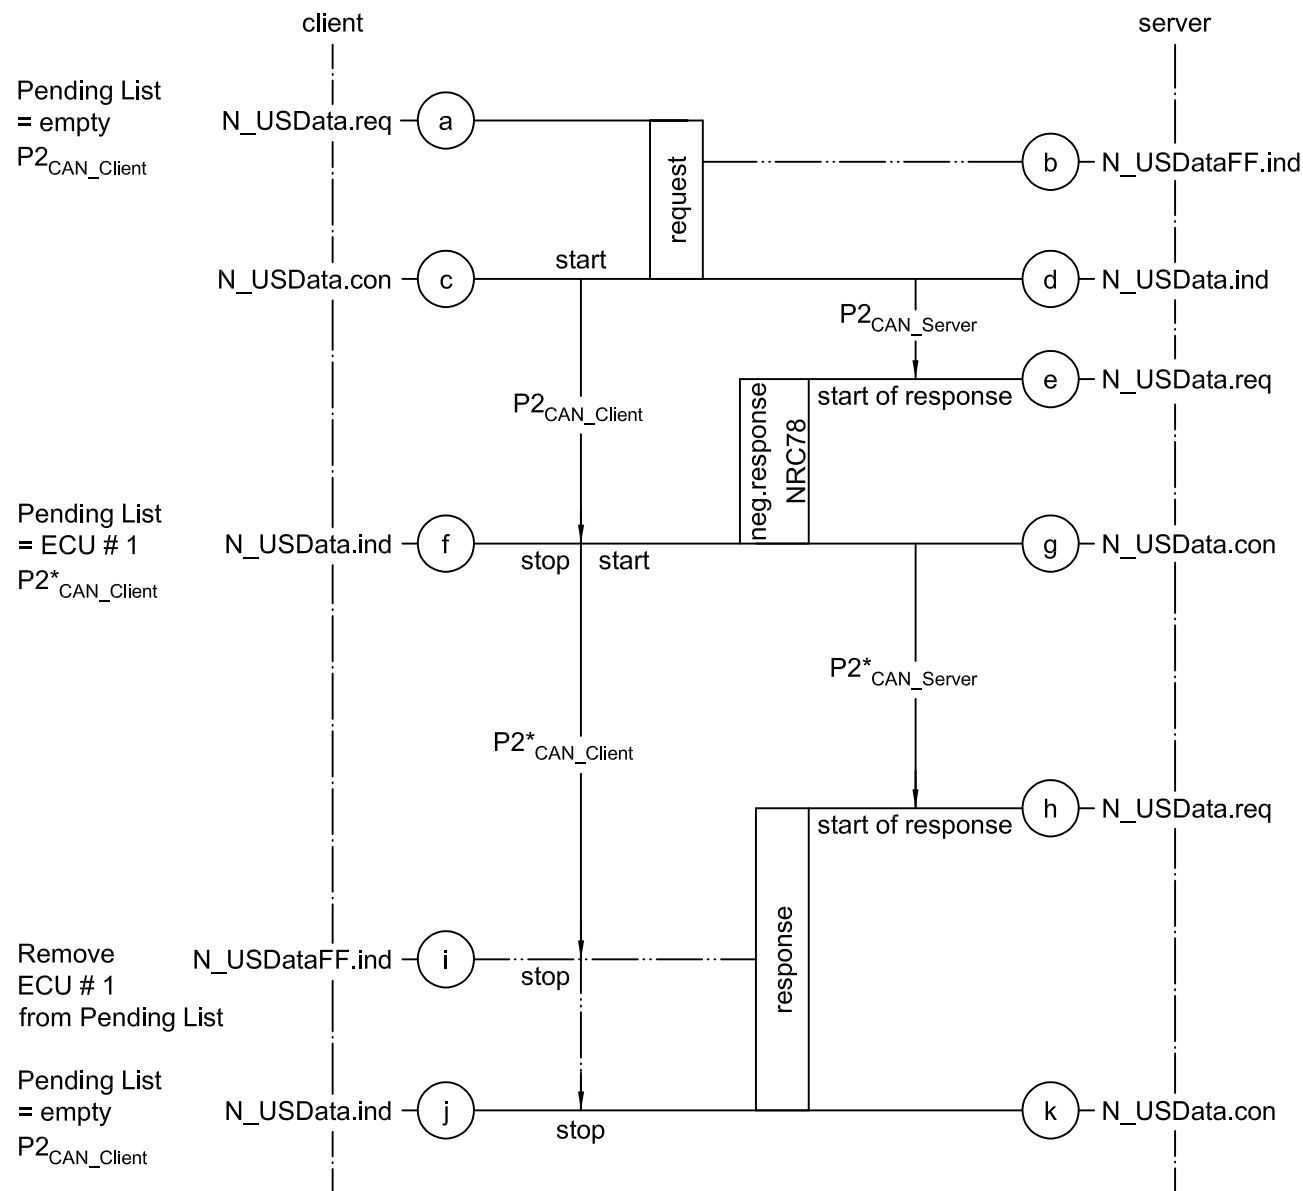 client
server
Pending List
= empty
P2CAN_Client
N_USData.req
a
request
b
N_USDataFF.ind
N_USData.con
c
start
d
N_USData.ind
P2CAN_Server
P2CAN_Client
neg.response
NRC78
start of response
e
N_USData.req
Pending List
= ECU # 1
P2*CAN_Client
N_USData.ind
f
stop
start
g
N_USData.con
P2*CAN_Server
P2*CAN_Client
start of response
h
N_USData.req
response
Remove
ECU # 1
from Pending List
N_USDataFF.ind
i
stop
Pending List
= empty
P2CAN_Client
N_USData.ind
j
stop
k
N_USData.con